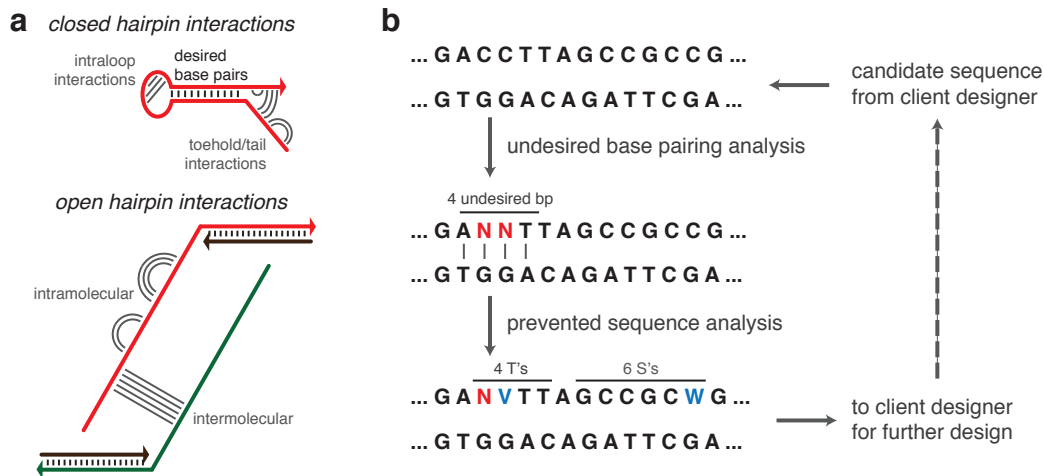 a
closed hairpin interactions
intraloop
interactions
desired
base pairs
toehold/tail
interactions
open hairpin interactions
intramolecular
intermolecular
b
... G A C C T T A G C C G C C G ...
... G T G G A C A G A T T C G A ...
candidate sequence
from client designer
undesired base pairing analysis
4 undesired bp
... G A N N T T A G C C G C C G ...
... G T G G A C A G A T T C G A ...
prevented sequence analysis
4 T's
6 S's
... G A N V T T A G C C G C W G ...
... G T G G A C A G A T T C G A ...
to client designer
for further design